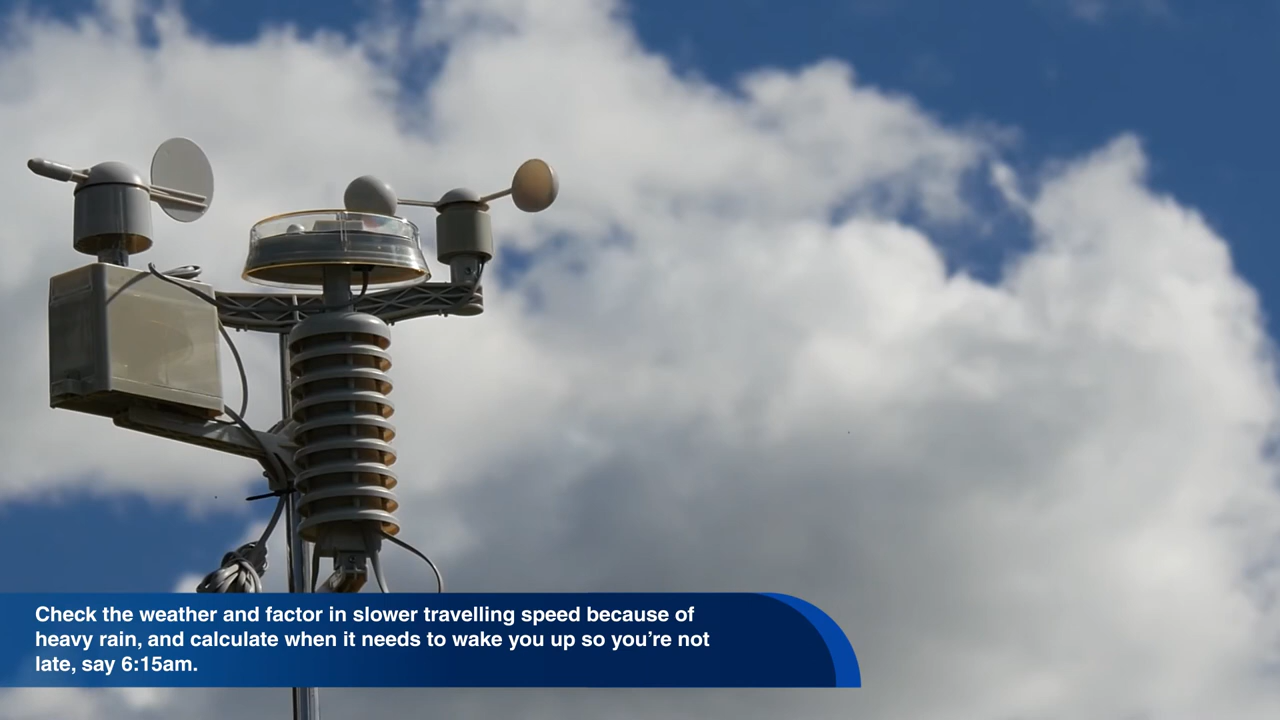 Check the weather and factor in slower travelling speed because of
heavy rain, and calculate when it needs to wake you up so you’re not
late, say 6:15am.